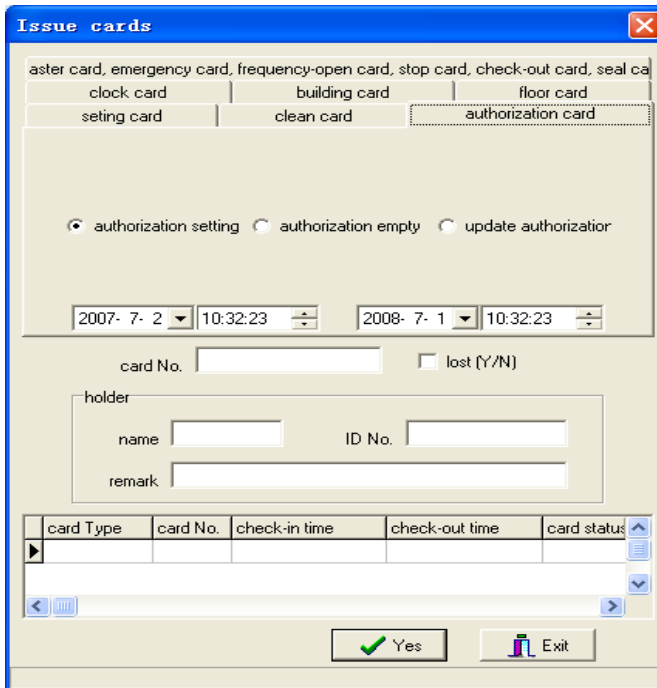 Issue cards
aster card, emergency card, frequency-open card, stop card, check-out card, seal ca
clock card building card floor card
seting card clean card authorization card
authorization setting authorization empty update authorization
2007- 7- 2 10:32:23 2008- 7- 1 10:32:23
card No. lost (Y/N)
holder
name ID No.
remark
card Type card No. check-in time check-out time card status
Yes Exit